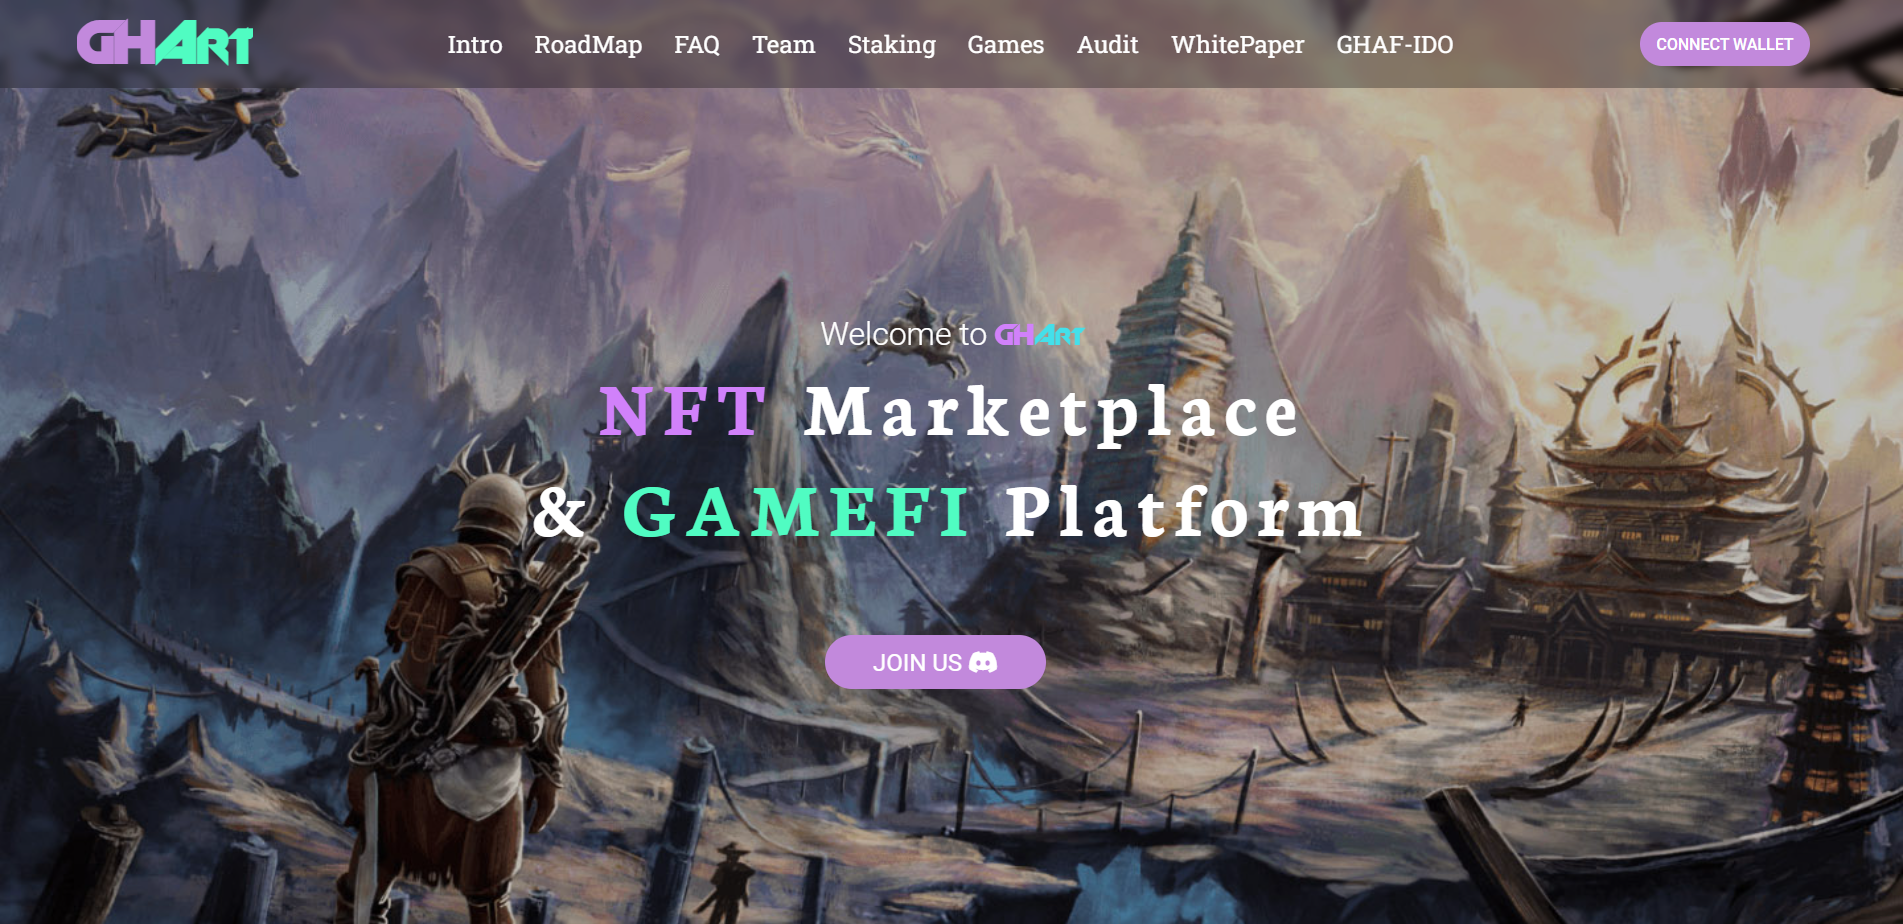 GHART
Intro RoadMap FAQ Team Staking Games Audit WhitePaper GHAF-IDO
CONNECT WALLET
Welcome to GHART
NFT Marketplace
& GAMEFI Platform
JOIN US